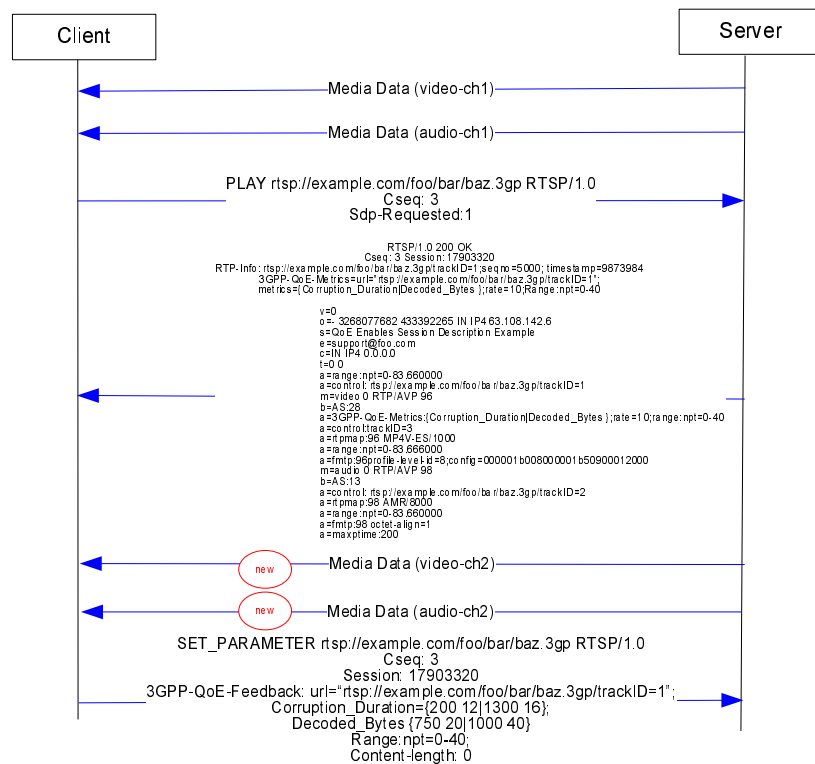 Client
Server
Media Data (video-ch1)
Media Data (audio-ch1)
PLAY rtsp://example.com/foo/bar/baz.3gp RTSP/1.0
Cseq: 3
Sdp-Requested:1
RTSP/1.0 200 OK
Cseq: 3 Session: 17903320
RTP-Info: rtsp://example.com/foo/bar/baz.3gp/trackID=1;seqno=5000; timestamp=9873984
3GPP-QoE-Metrics=url="rtsp://example.com/foo/bar/baz.3gp/trackID=1";
metrics={Corruption_Duration|Decoded_Bytes };rate=10;Range:npt=0-40
v=0
o=- 3268077682 433392265 IN IP4 63.108.142.6
s=QoE Enables Session Description Example
e=support@foo.com
c=IN IP4 0.0.0.0
t=0 0
a=range:npt=0-83.660000
a=control: rtsp://example.com/foo/bar/baz.3gp/trackID=1
m=video 0 RTP/AVP 96
b=AS:28
a=3GPP-QoE-Metrics:{Corruption_Duration|Decoded_Bytes };rate=10;range:npt=0-40
a=control:trackID=3
a=rtpmap:96 MP4V-ES/1000
a=range:npt=0-83.666000
a=fmtp:96profile-level-id=8;config=000001b008000001b50900012000
m=audio 0 RTP/AVP 98
b=AS:13
a=control: rtsp://example.com/foo/bar/baz.3gp/trackID=2
a=rtpmap:98 AMR/8000
a=range:npt=0-83.660000
a=fmtp:98 octet-align=1
a=maxptime:200
new
Media Data (video-ch2)
new
Media Data (audio-ch2)
SET_PARAMETER rtsp://example.com/foo/bar/baz.3gp RTSP/1.0
Cseq: 3
Session: 17903320
3GPP-QoE-Feedback: url=“rtsp://example.com/foo/bar/baz.3gp/trackID=1”;
Corruption_Duration={200 12|1300 16};
Decoded_Bytes {750 20|1000 40}
Range:npt=0-40;
Content-length: 0